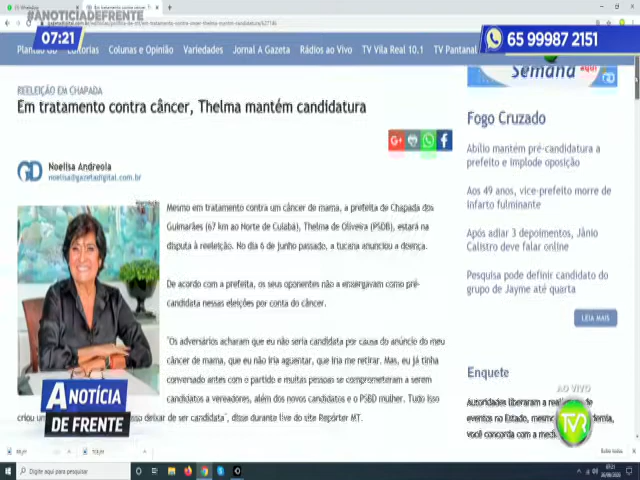 #ANOTICIADEFRENTE
07:21
65 99987 2151
Editorias Colunas e Opinião Variedades Jornal A Gazeta Rádios ao Vivo TV Vila Real 10.1 TV Pantanal
Semana
REELEIÇÃO EM CHAPADA
Em tratamento contra câncer, Thelma mantém candidatura
Noelisa Andreola
noelisa@gazetadigital.com.br
Mesmo em tratamento contra um câncer de mama, a prefeita de Chapada dos
Guimarães (67 km ao Norte de Cuiabá), Thelma de Oliveira (PSDB), estará na
disputa à reeleição. No dia 6 de junho passado, a tucana anunciou a doença.
De acordo com a prefeita, os seus oponentes não a enxergavam como pré-
candidata nessas eleições por conta do câncer.
"Os adversários acharam que eu não seria candidata por causa do anúncio do meu
câncer de mama, que eu não iria aguentar, que iria me retirar. Mas, eu já tinha
conversado antes com o partido e muitas pessoas se comprometeram a serem
candidatos a vereadores, além dos novos candidatos e o PSBD mulher. Tudo isso
criou um
sso deixar de ser candidata", disse durante live do site Repórter MT.
Fogo Cruzado
Abílio mantém pré-candidatura a
prefeito e implode oposição
Aos 49 anos, vice-prefeito morre de
infarto fulminante
Após adiar 3 depoimentos, Jânio
Calistro deve falar online
Pesquisa pode definir candidato do
grupo de Jayme até quarta
LEIA MAIS
Enquete
Autoridades liberaram a
eventos no Estado, mesmo
você concorda com a
A NOTÍCIA
DE FRENTE
AO VIVO
TVR
Digite aqui para pesquisar
07:21